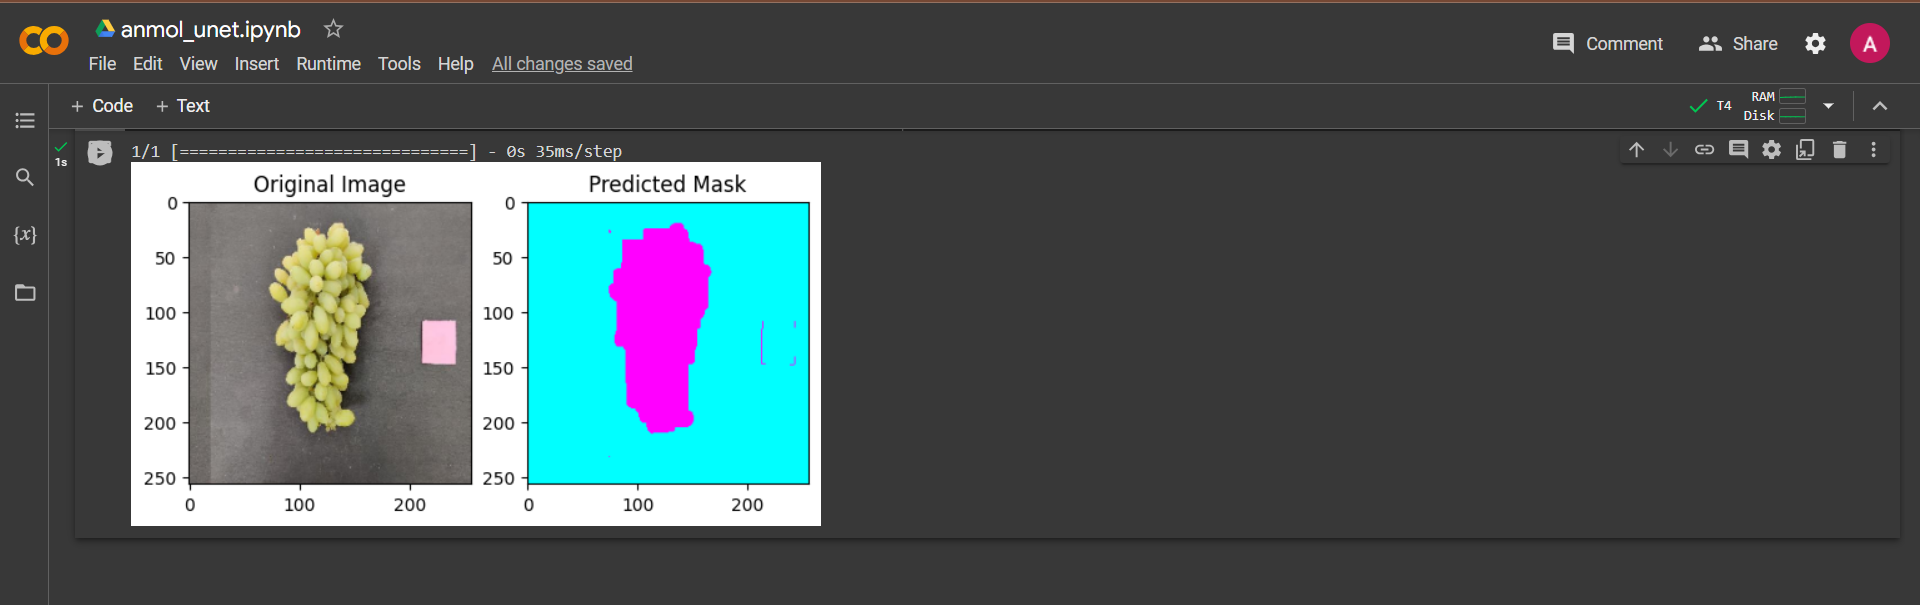 anmol_unet.ipynb
File Edit View Insert Runtime Tools Help All changes saved
Comment Share A
+ Code + Text
T4 RAM Disk
{x}
1s
1/1 [==============================] - 0s 35ms/step
Original Image
Predicted Mask
0
50
100
150
200
250
0 100 200
0
50
100
150
200
250
0 100 200